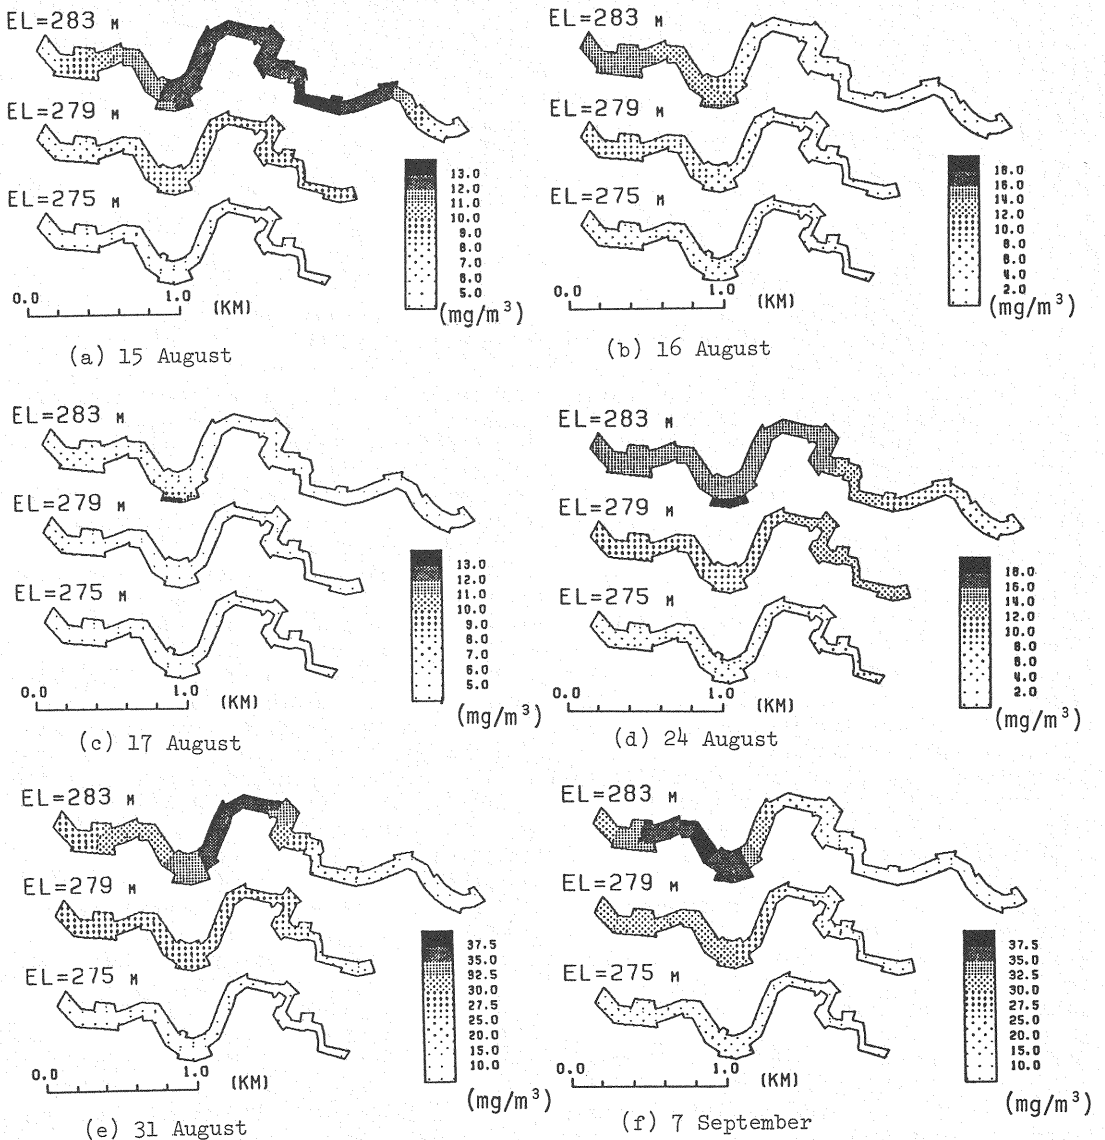 EL=283 M
EL=279 M
EL=275 M
13.0
12.0
11.0
10.0
9.0
8.0
7.0
6.0
5.0
(mg/m³)
0.0 1.0 (KM)
(a) 15 August
EL=283 M
EL=279 M
EL=275 M
18.0
16.0
14.0
12.0
10.0
8.0
6.0
4.0
2.0
(mg/m³)
0.0 1.0 (KM)
(b) 16 August
EL=283 M
EL=279 M
EL=275 M
13.0
12.0
11.0
10.0
9.0
8.0
7.0
6.0
5.0
(mg/m³)
0.0 1.0 (KM)
(c) 17 August
EL=283 M
EL=279 M
EL=275 M
18.0
16.0
14.0
12.0
10.0
8.0
6.0
4.0
2.0
(mg/m³)
0.0 1.0 (KM)
(d) 24 August
EL=283 M
EL=279 M
EL=275 M
37.5
35.0
32.5
30.0
27.5
25.0
20.0
15.0
10.0
(mg/m³)
0.0 1.0 (KM)
(e) 31 August
EL=283 M
EL=279 M
EL=275 M
37.5
35.0
32.5
30.0
27.5
25.0
20.0
15.0
10.0
(mg/m³)
0.0 1.0 (KM)
(f) 7 September